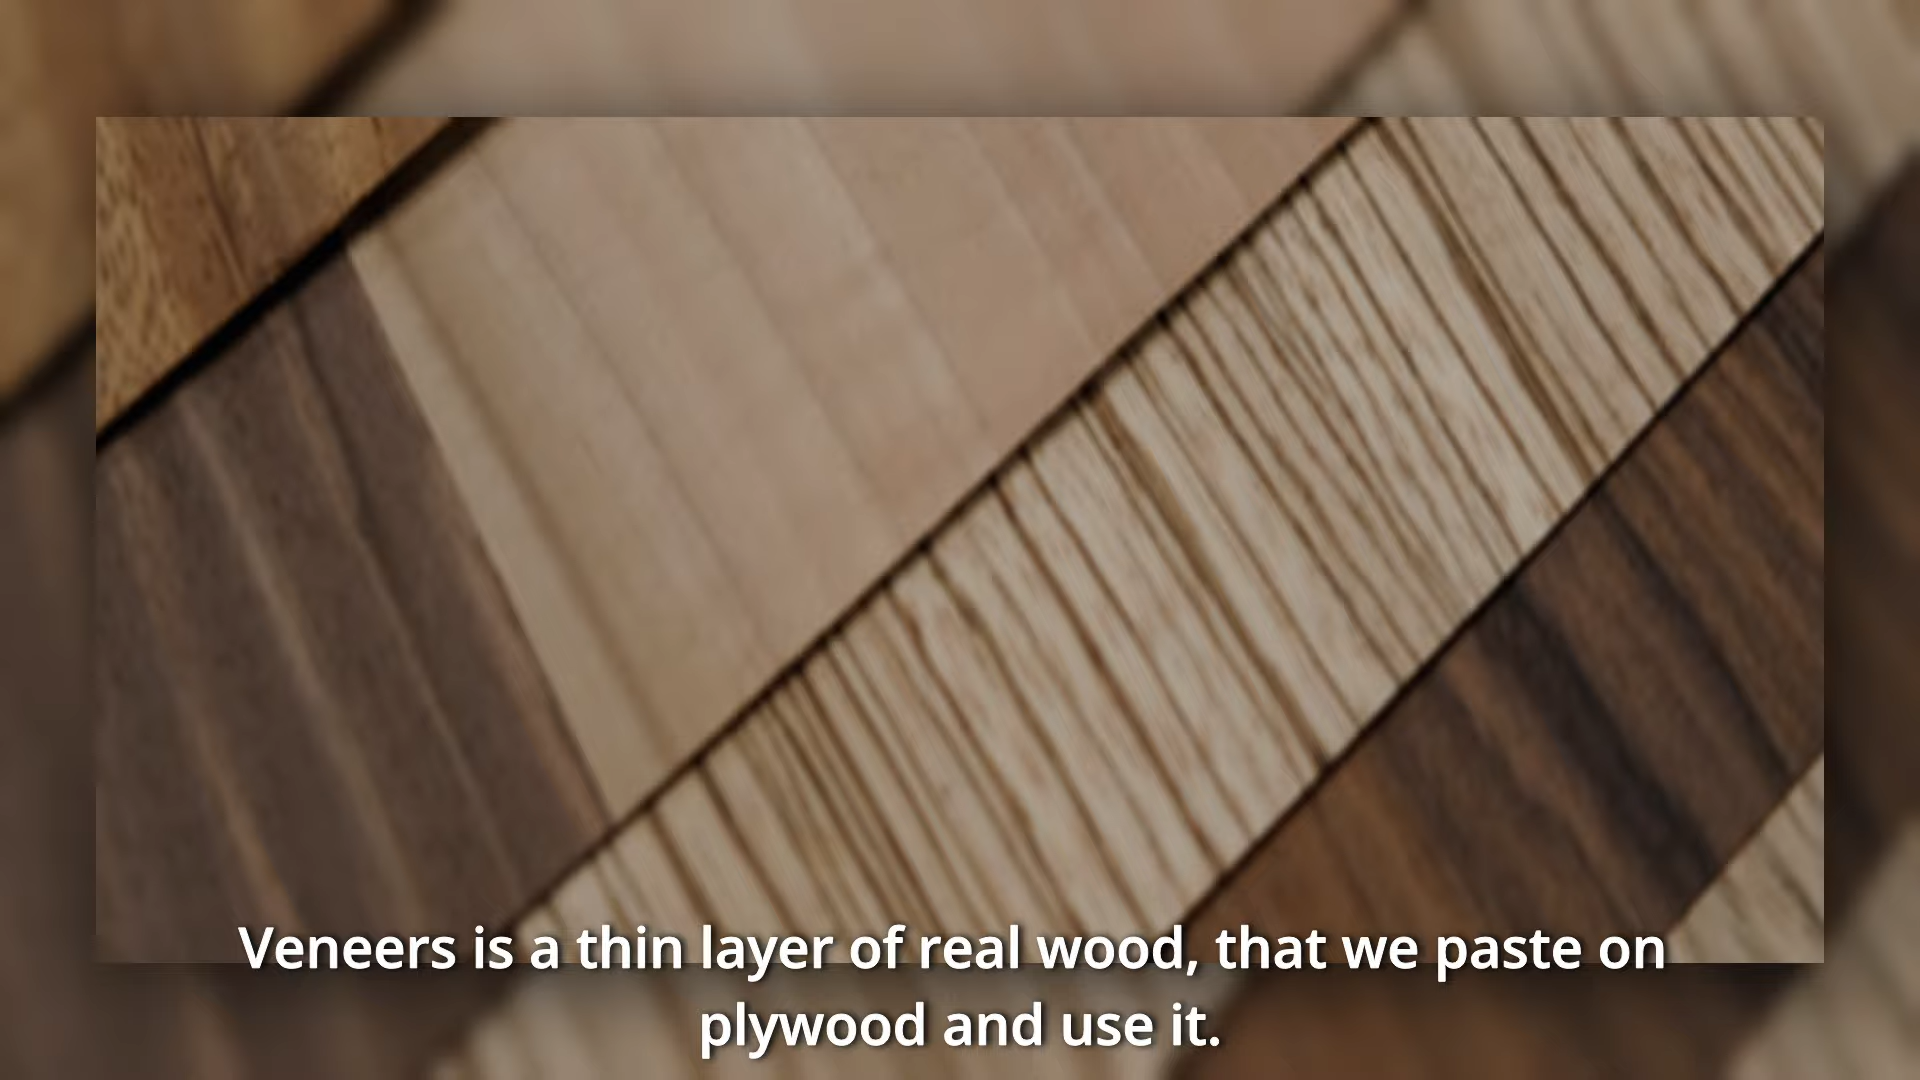 Veneers is a thin layer of real wood, that we paste on
plywood and use it.